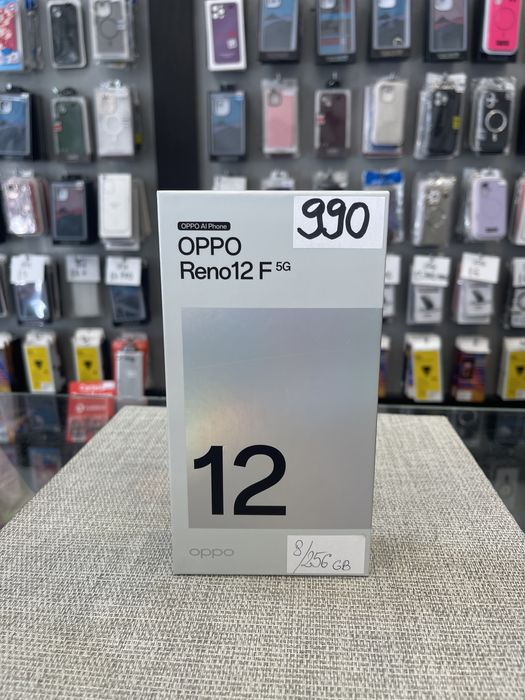 990
OPPO AI Phone
OPPO
Reno12 F 5G
12
oppo
8/256 GB